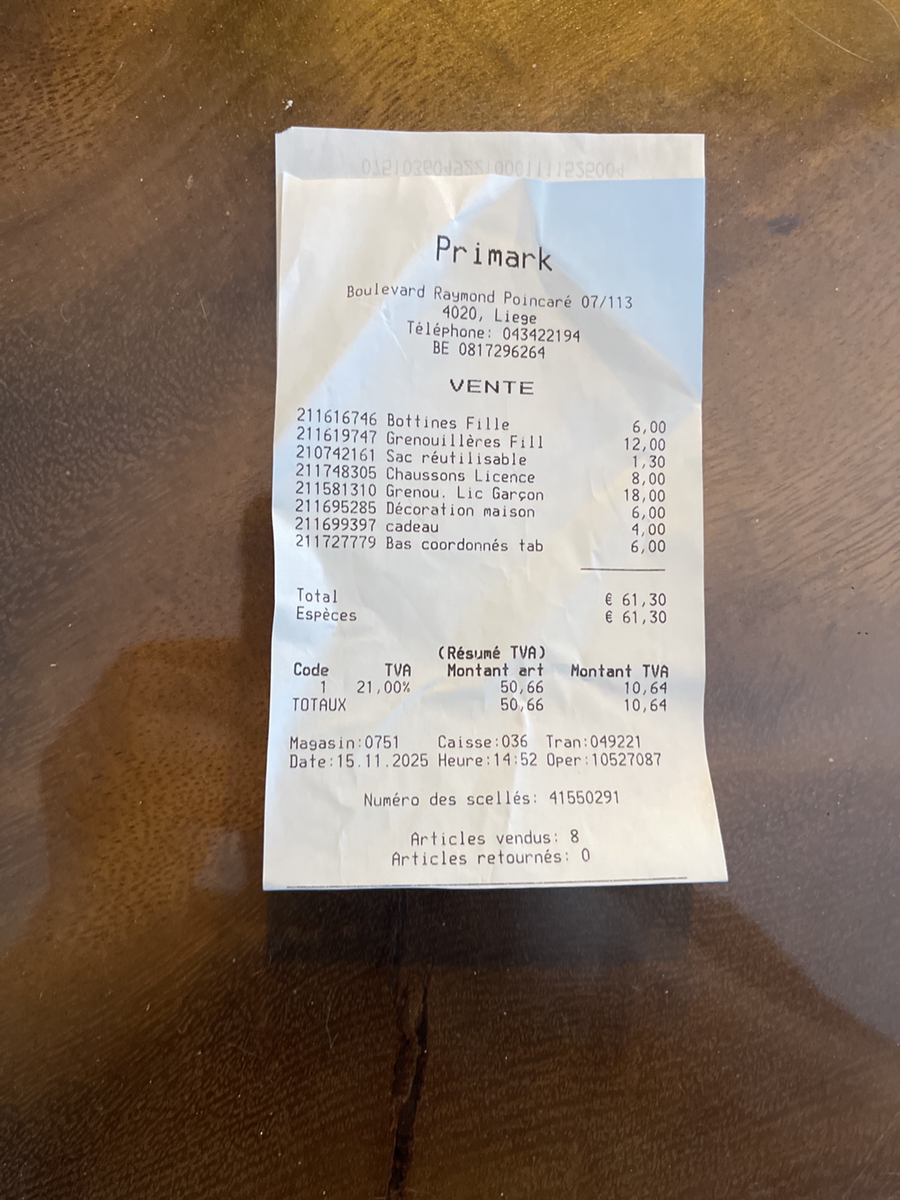 Primark
Boulevard Raymond Poincaré 07/113
4020, Liege
Téléphone: 043422194
BE 0817296264
VENTE
211616746 Bottines Fille 6,00
211619747 Grenouillères Fill 12,00
210742161 Sac réutilisable 1,30
211748305 Chaussons Licence 8,00
211581310 Grenou. Lic Garçon 18,00
211695285 Décoration maison 6,00
211699397 cadeau 4,00
211727779 Bas coordonnés tab 6,00
Total € 61,30
Espèces € 61,30
(Résumé TVA)
Code TVA Montant art Montant TVA
1 21,00% 50,66 10,64
TOTAUX 50,66 10,64
Magasin:0751 Caisse:036 Tran:049221
Date:15.11.2025 Heure:14:52 Oper:10527087
Numéro des scellés: 41550291
Articles vendus: 8
Articles retournés: 0